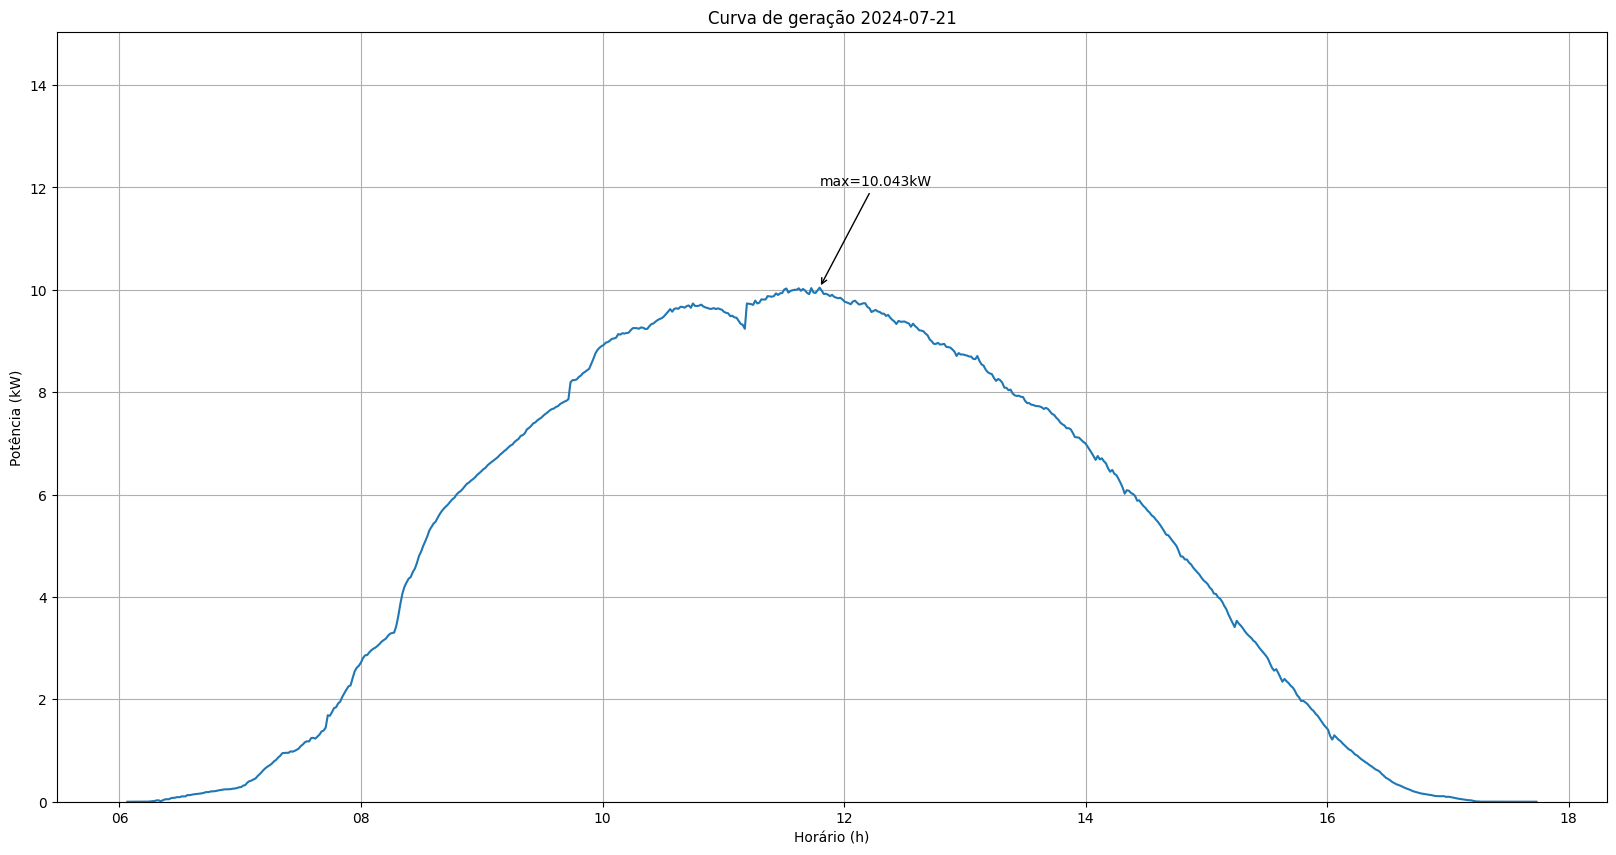 Curva de geração 2024-07-21
14
12
10
8
6
4
2
0
max=10.043kW
Potência (kW)
06 08 10 12 14 16 18
Horário (h)